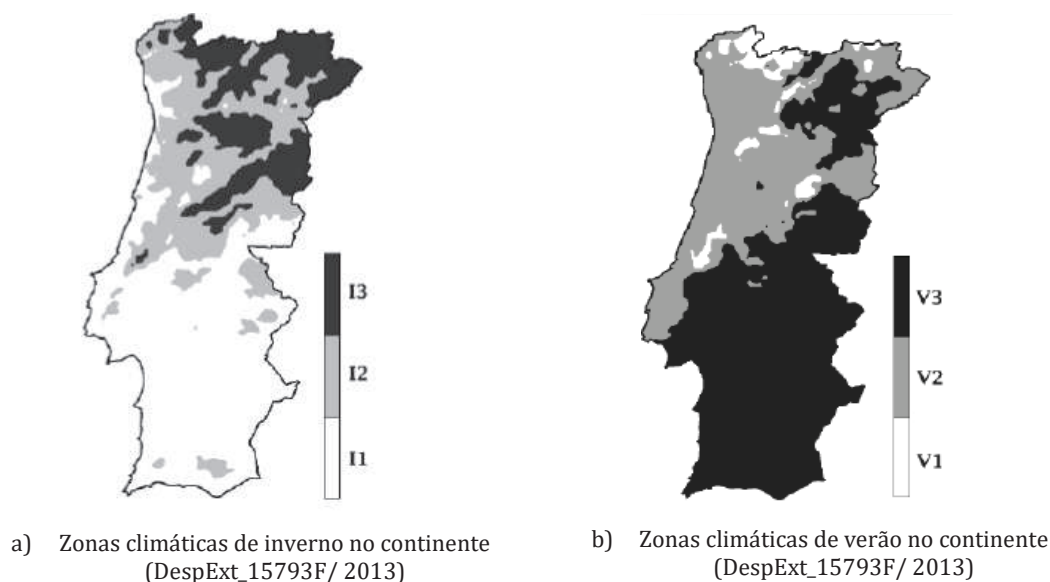 I3
I2
I1
a) Zonas climáticas de inverno no continente
(DespExt_15793F/ 2013)
V3
V2
V1
b) Zonas climáticas de verão no continente
(DespExt_15793F/ 2013)